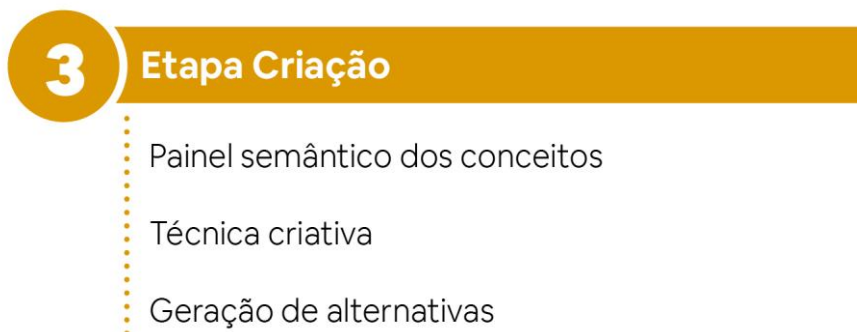 3
Etapa Criação
Painel semântico dos conceitos
Técnica criativa
Geração de alternativas